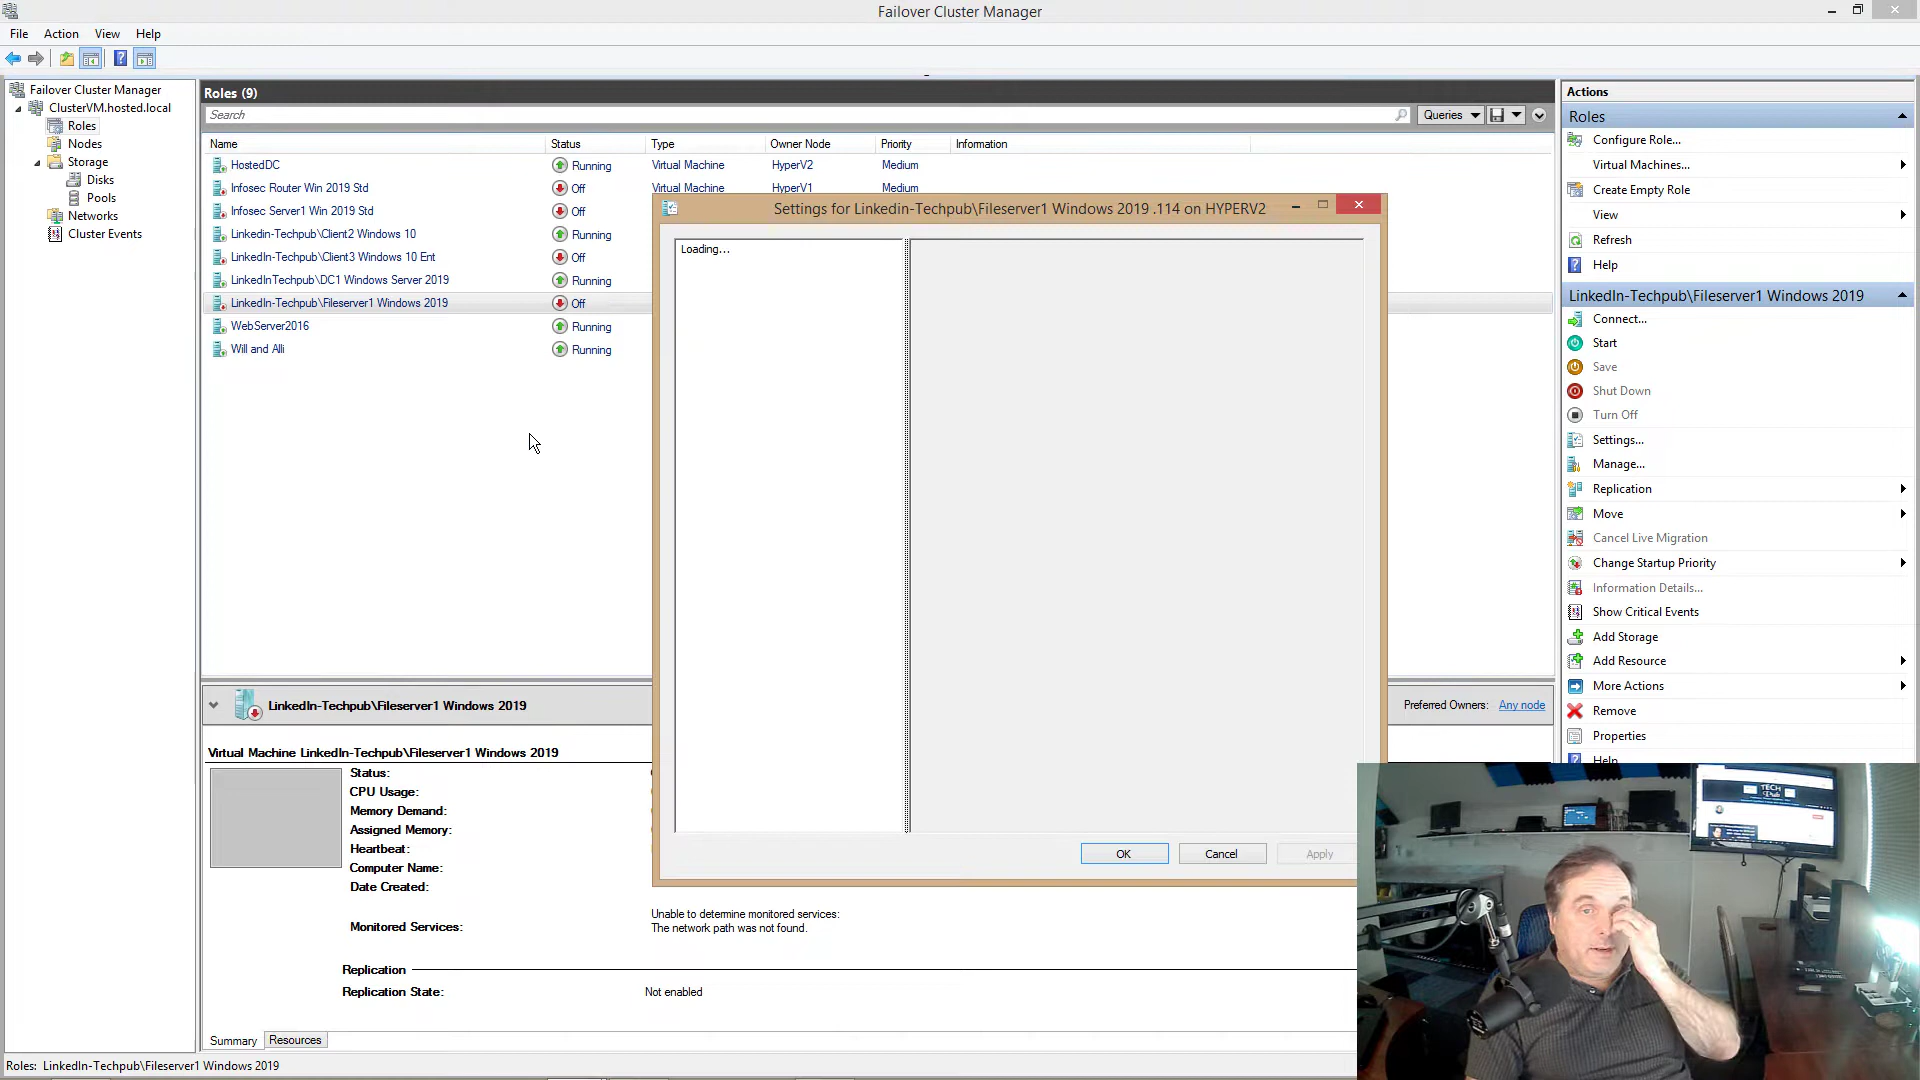 Failover Cluster Manager
File Action View Help
Failover Cluster Manager
ClusterVM.hosted.local
Roles
Nodes
Storage
Disks
Pools
Networks
Cluster Events
Roles (9)
Search
Queries
Name Status Type Owner Node Priority Information
HostedDC Running Virtual Machine HyperV2 Medium
Infosec Router Win 2019 Std Off Virtual Machine HyperV1 Medium
Infosec Server1 Win 2019 Std Off
Linkedin-Techpub\Client2 Windows 10 Running
LinkedIn-Techpub\Client3 Windows 10 Ent Off
LinkedInTechpub\DC1 Windows Server 2019 Running
LinkedIn-Techpub\Fileserver1 Windows 2019 Off
WebServer2016 Running
Will and Alli Running
Settings for Linkedin-Techpub\Fileserver1 Windows 2019 .114 on HYPERV2
Loading...
OK Cancel Apply
LinkedIn-Techpub\Fileserver1 Windows 2019
Preferred Owners: Any node
Virtual Machine LinkedIn-Techpub\Fileserver1 Windows 2019
Status:
CPU Usage:
Memory Demand:
Assigned Memory:
Heartbeat:
Computer Name:
Date Created:
Monitored Services:
Unable to determine monitored services:
The network path was not found.
Replication
Replication State: Not enabled
Summary Resources
Roles: LinkedIn-Techpub\Fileserver1 Windows 2019
Actions
Roles
Configure Role...
Virtual Machines...
Create Empty Role
View
Refresh
Help
LinkedIn-Techpub\Fileserver1 Windows 2019
Connect...
Start
Save
Shut Down
Turn Off
Settings...
Manage...
Replication
Move
Cancel Live Migration
Change Startup Priority
Information Details...
Show Critical Events
Add Storage
Add Resource
More Actions
Remove
Properties
Help
TECH
Pub